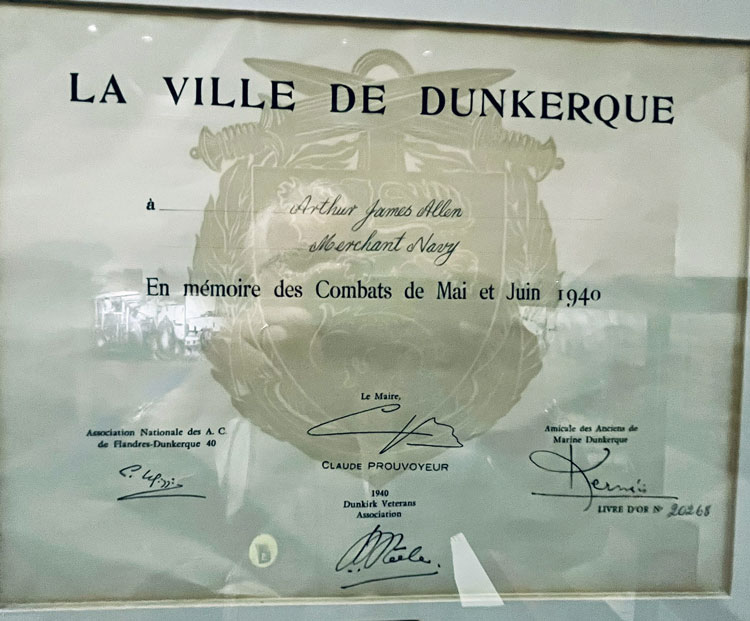 LA VILLE DE DUNKERQUE
à Arthur James Allen
Merchant Navy
En mémoire des Combats de Mai et Juin 1940
Le Maire,
CLAUDE PROUVOYEUR
Association Nationale des A. C.
de Flandres-Dunkerque 40
1940
Dunkirk Veterans
Association
Amicale des Anciens de
Marine Dunkerque
LIVRE D'OR Nº 20268